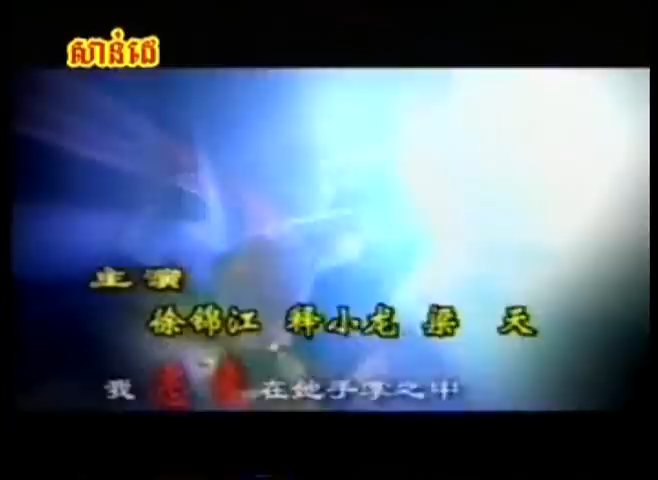 សាន់ដេ
主演
徐锦江 释小龙 梁 天
我 在她手掌之中